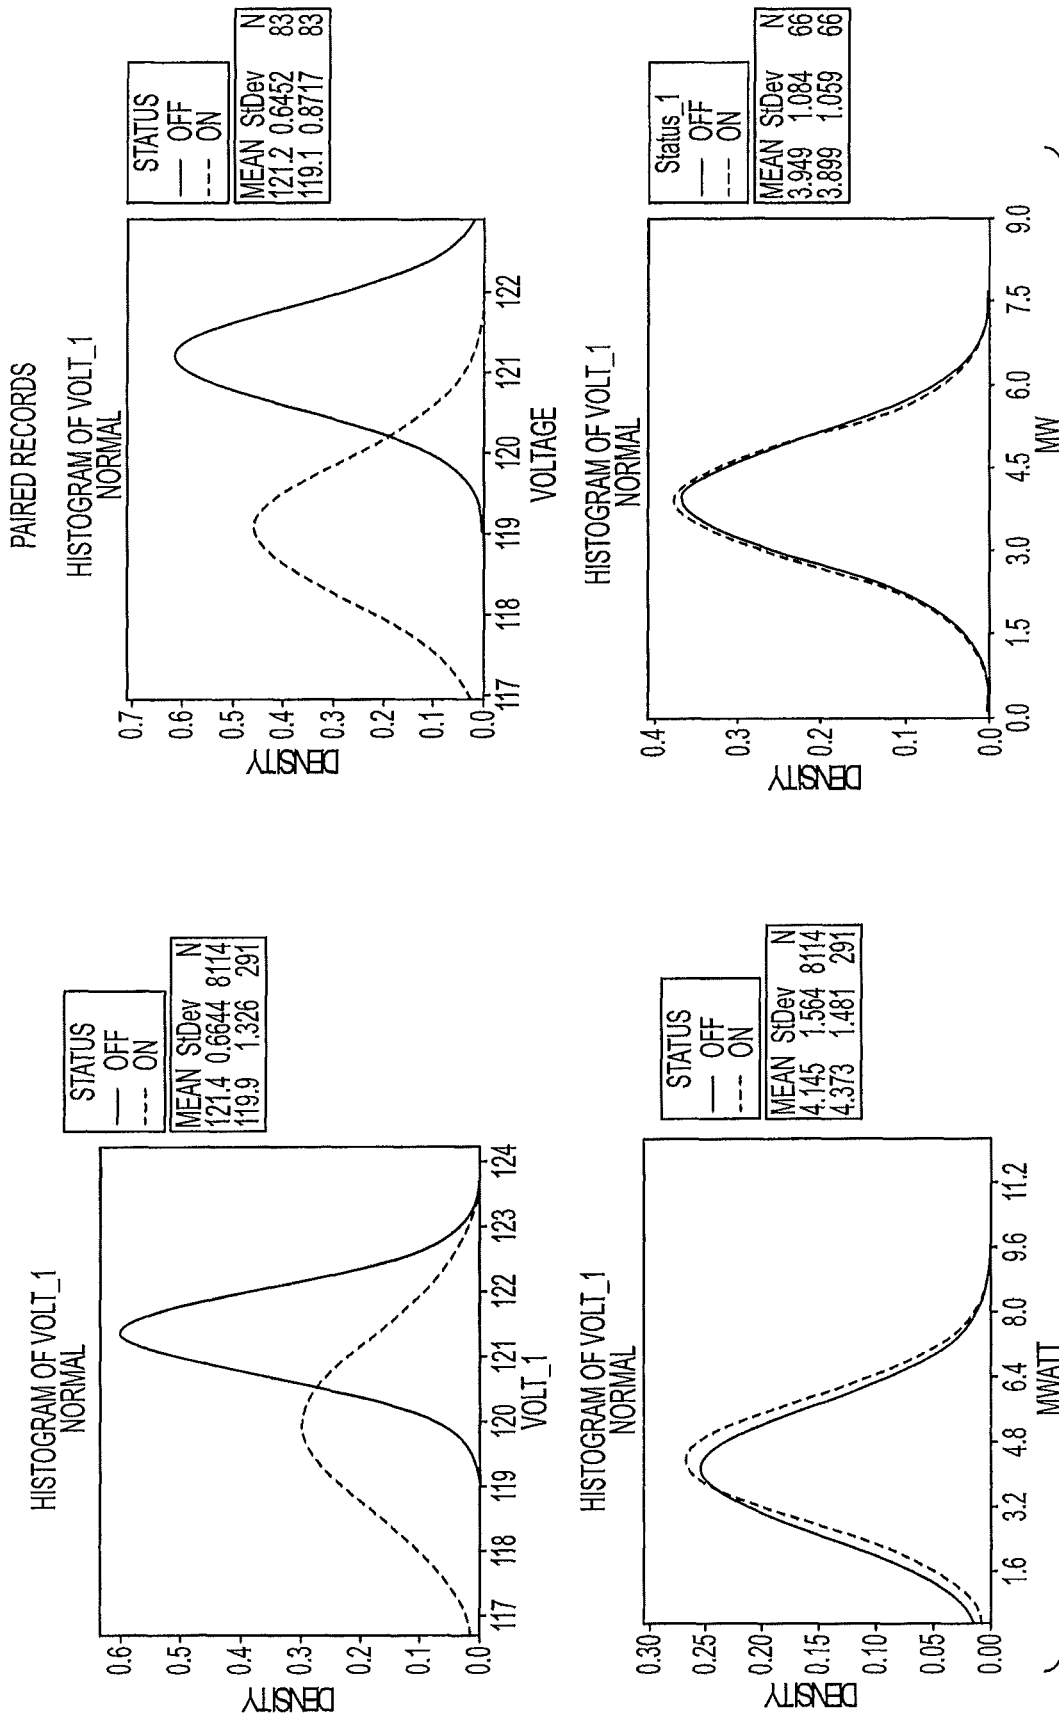 HISTOGRAM OF VOLT_1
NORMAL
DENSITY
0.6
0.5
0.4
0.3
0.2
0.1
0.0
117 118 119 120 121 122 123 124
VOLT_1
STATUS
OFF
ON
MEAN StDev N
121.4 0.6644 8114
119.9 1.326 291
PAIRED RECORDS
HISTOGRAM OF VOLT_1
NORMAL
DENSITY
0.7
0.6
0.5
0.4
0.3
0.2
0.1
0.0
117 118 119 120 121 122
VOLTAGE
STATUS
OFF
ON
MEAN StDev N
121.2 0.6452 83
119.1 0.8717 83
HISTOGRAM OF VOLT_1
NORMAL
DENSITY
0.30
0.25
0.20
0.15
0.10
0.05
0.00
1.6 3.2 4.8 6.4 8.0 9.6 11.2
MWATT
STATUS
OFF
ON
MEAN StDev N
4.145 1.564 8114
4.373 1.481 291
HISTOGRAM OF VOLT_1
NORMAL
DENSITY
0.4
0.3
0.2
0.1
0.0
0.0 1.5 3.0 4.5 6.0 7.5 9.0
MW
Status_1
OFF
ON
MEAN StDev N
3.949 1.084 66
3.899 1.059 66